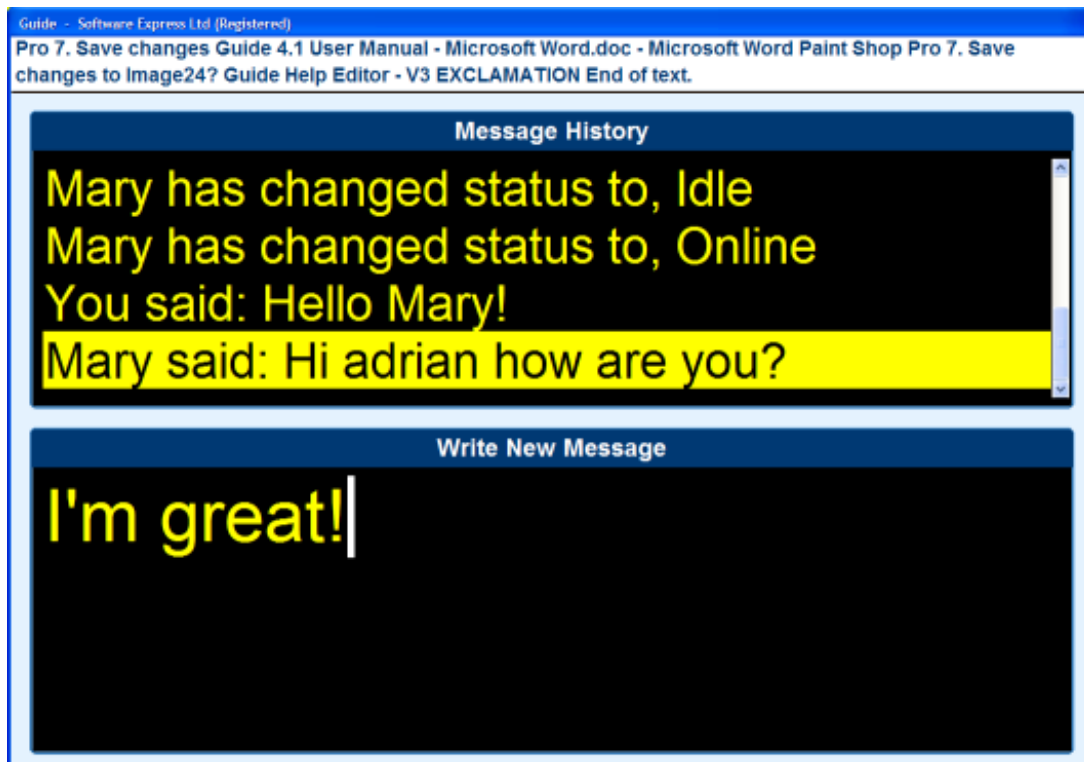 Guide - Software Express Ltd (Registered)
Pro 7. Save changes Guide 4.1 User Manual - Microsoft Word.doc - Microsoft Word Paint Shop Pro 7. Save
changes to Image24? Guide Help Editor - V3 EXCLAMATION End of text.
Message History
Mary has changed status to, Idle
Mary has changed status to, Online
You said: Hello Mary!
Mary said: Hi adrian how are you?
Write New Message
I'm great!